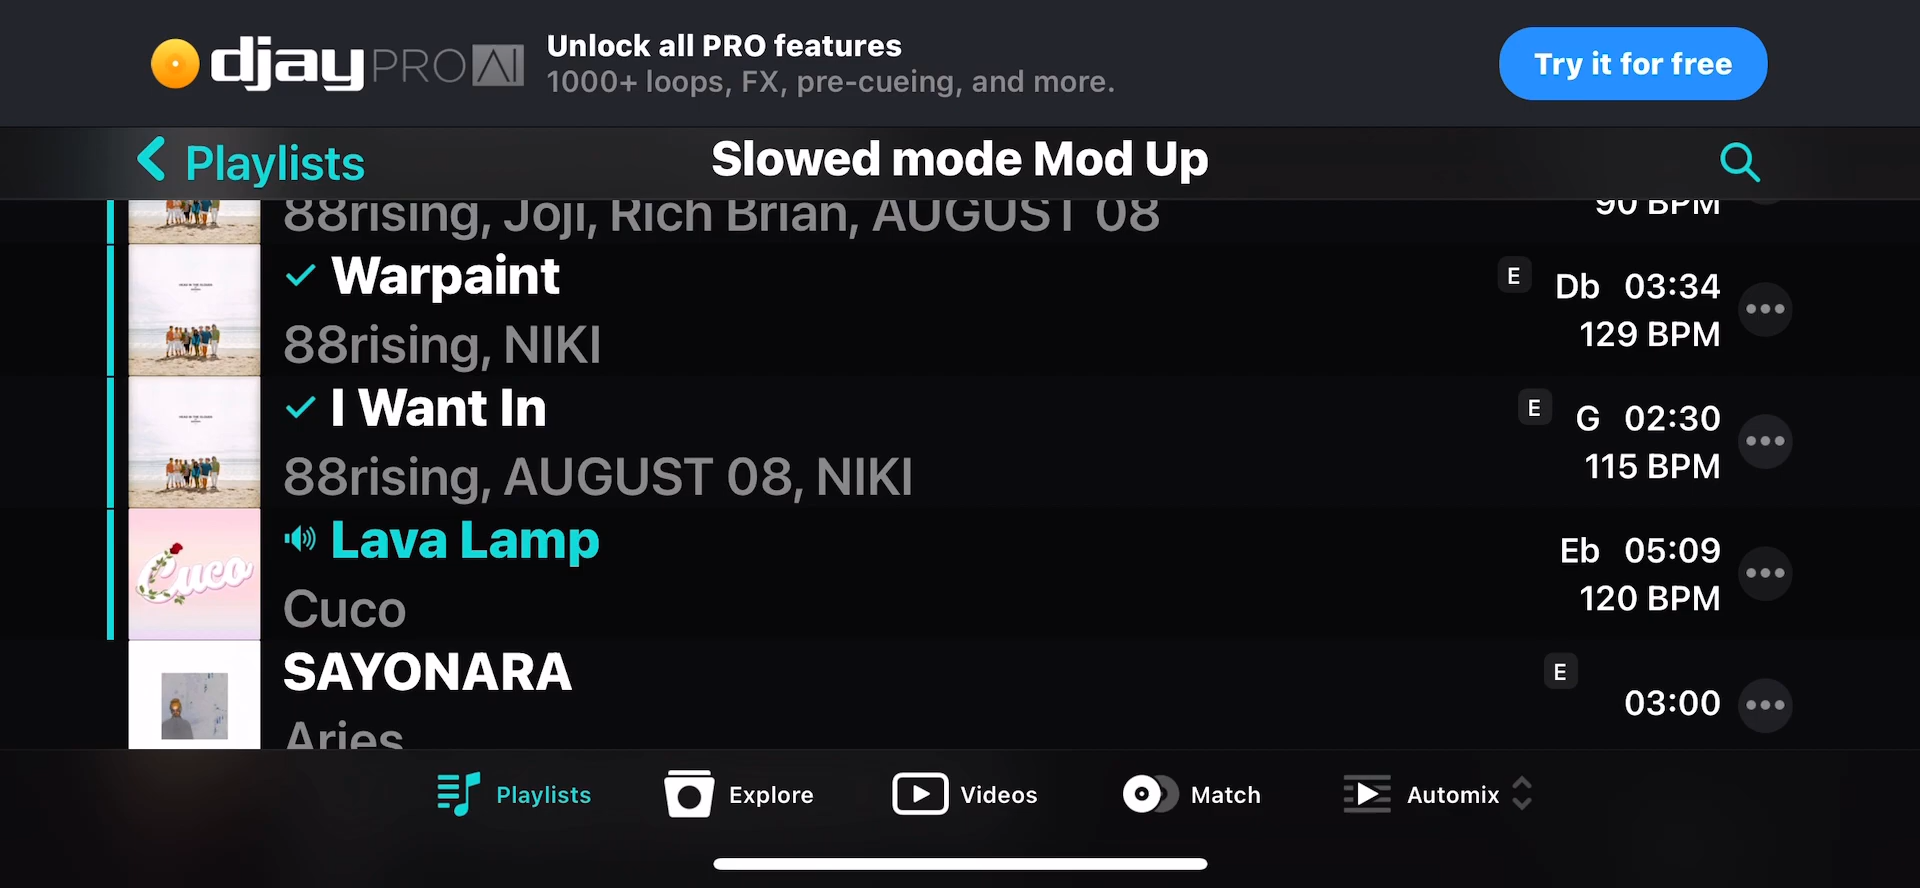 djay PRO AI
Unlock all PRO features
1000+ loops, FX, pre-cueing, and more.
Try it for free
Playlists
Slowed mode Mod Up
88rising, Joji, Rich Brian, AUGUST 08
90 BPM
Warpaint
E Db 03:34
88rising, NIKI
129 BPM
I Want In
E G 02:30
88rising, AUGUST 08, NIKI
115 BPM
Cuco
Lava Lamp
Eb 05:09
Cuco
120 BPM
SAYONARA
E 03:00
Aries
Playlists
Explore
Videos
Match
Automix